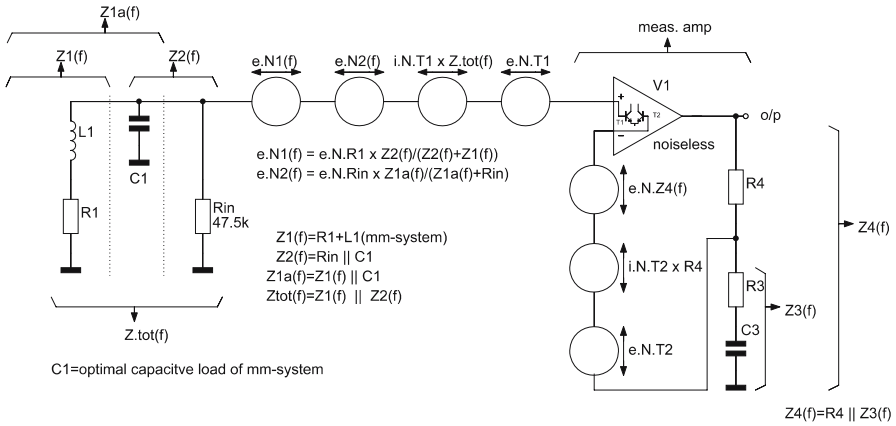 Z1a(f)
meas. amp
Z1(f)
Z2(f)
e.N1(f)
e.N2(f)
i.N.T1 x Z.tot(f)
e.N.T1
V1
+
T1
T2
−
noiseless
o/p
L1
C1
R1
Rin
47.5k
e.N1(f) = e.N.R1 x Z2(f)/(Z2(f)+Z1(f))
e.N2(f) = e.N.Rin x Z1a(f)/(Z1a(f)+Rin)
e.N.Z4(f)
R4
Z4(f)
Z1(f)=R1+L1(mm-system)
Z2(f)=Rin || C1
Z1a(f)=Z1(f) || C1
Ztot(f)=Z1(f) || Z2(f)
i.N.T2 x R4
R3
Z3(f)
C3
Z.tot(f)
e.N.T2
C1=optimal capacitve load of mm-system
Z4(f)=R4 || Z3(f)